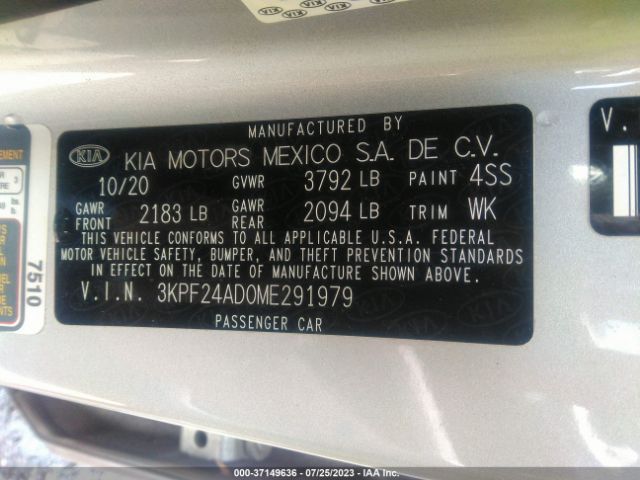 MANUFACTURED BY
KIA KIA MOTORS MEXICO S.A. DE C.V.
10/20 GVWR 3792 LB PAINT 4SS
GAWR FRONT 2183 LB GAWR REAR 2094 LB TRIM WK
THIS VEHICLE CONFORMS TO ALL APPLICABLE U.S.A. FEDERAL
MOTOR VEHICLE SAFETY, BUMPER, AND THEFT PREVENTION STANDARDS
IN EFFECT ON THE DATE OF MANUFACTURE SHOWN ABOVE.
V.I.N. 3KPF24AD0ME291979
PASSENGER CAR
7510
V.
000-37149636 - 07/25/2023 - IAA Inc.